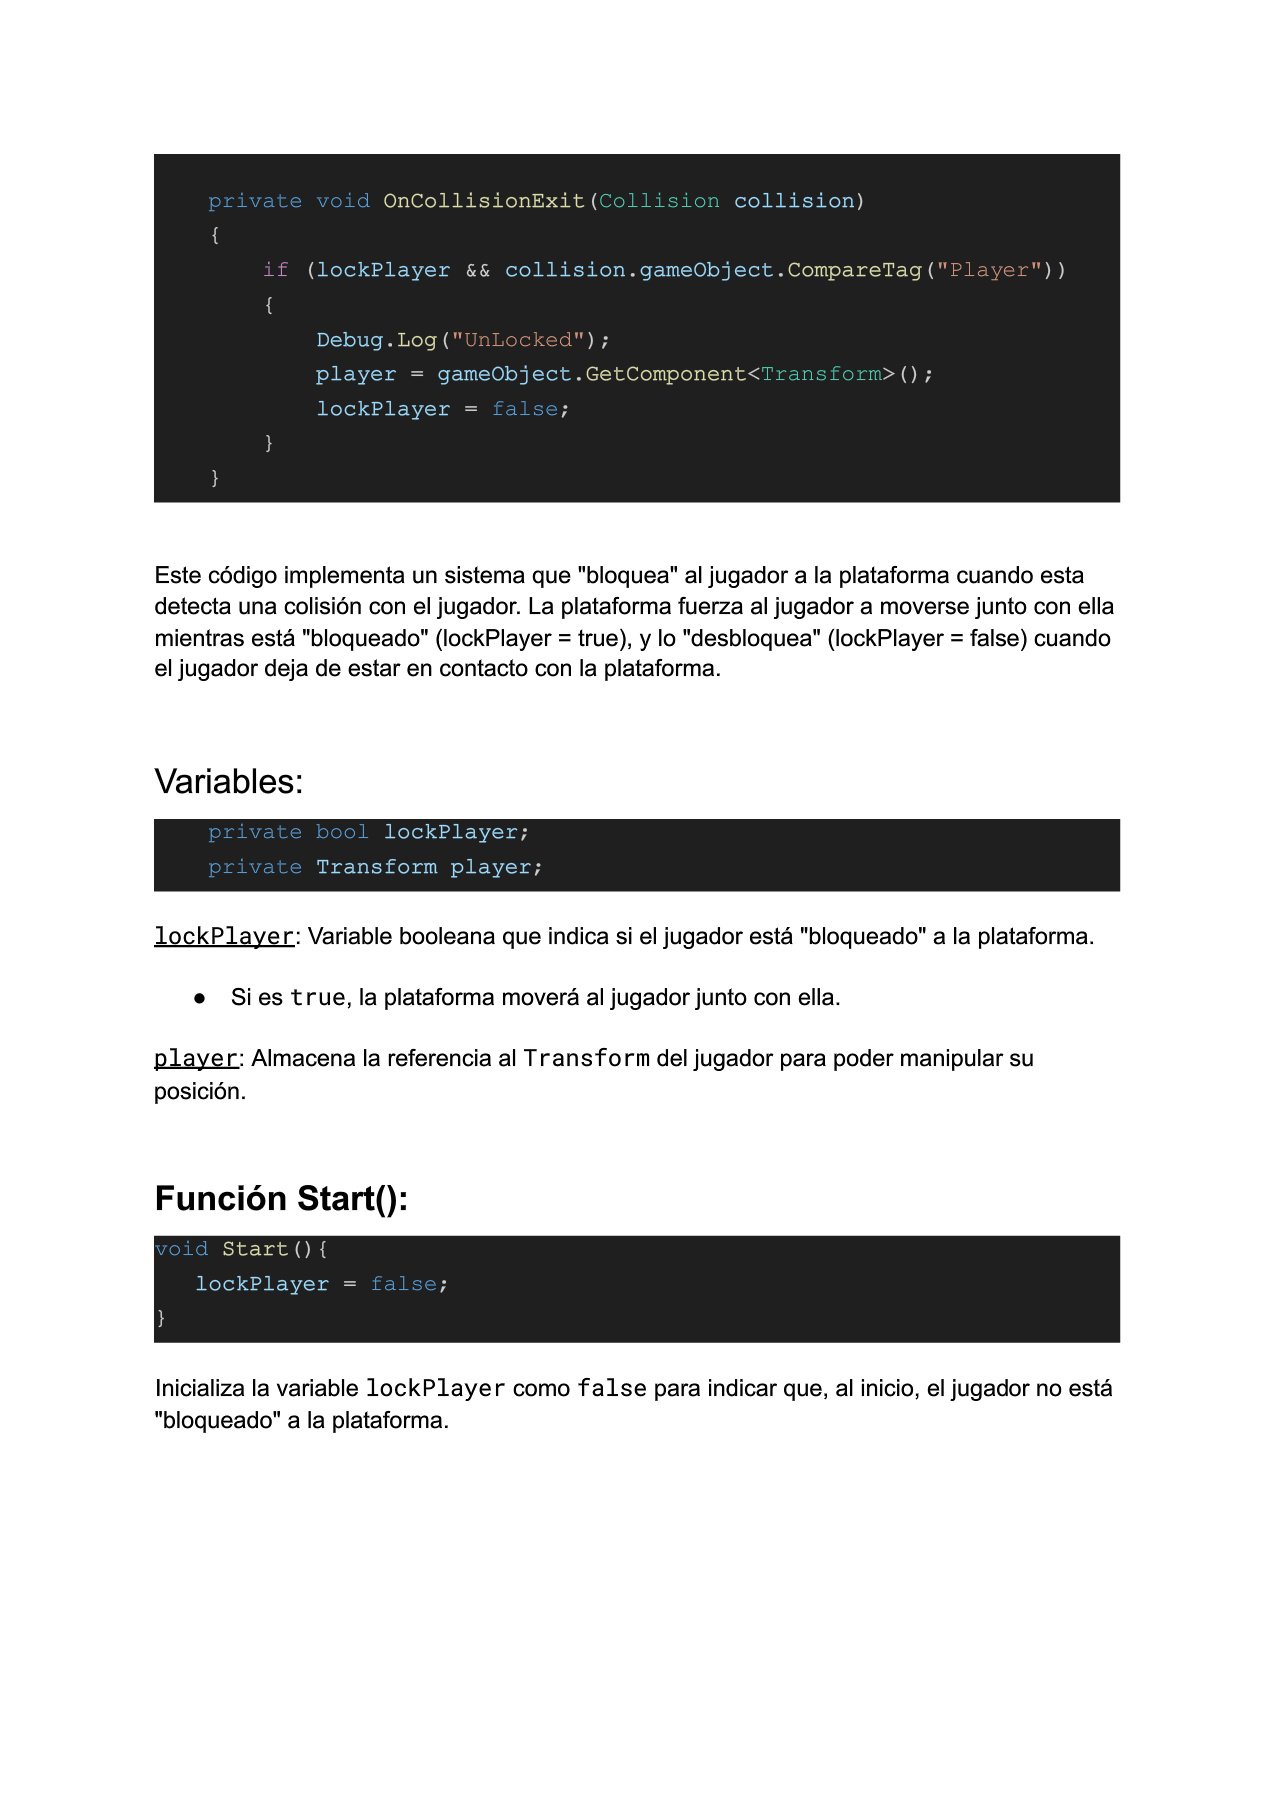 private void OnCollisionExit(Collision collision)
{
if (lockPlayer && collision.gameObject.CompareTag("Player"))
{
Debug.Log("UnLocked");
player = gameObject.GetComponent<Transform>();
lockPlayer = false;
}
}
Este código implementa un sistema que "bloquea" al jugador a la plataforma cuando esta
detecta una colisión con el jugador. La plataforma fuerza al jugador a moverse junto con ella
mientras está "bloqueado" (lockPlayer = true), y lo "desbloquea" (lockPlayer = false) cuando
el jugador deja de estar en contacto con la plataforma.
Variables:
private bool lockPlayer;
private Transform player;
lockPlayer: Variable booleana que indica si el jugador está "bloqueado" a la plataforma.
● Si es true, la plataforma moverá al jugador junto con ella.
player: Almacena la referencia al Transform del jugador para poder manipular su
posición.
Función Start():
void Start(){
lockPlayer = false;
}
Inicializa la variable lockPlayer como false para indicar que, al inicio, el jugador no está
"bloqueado" a la plataforma.